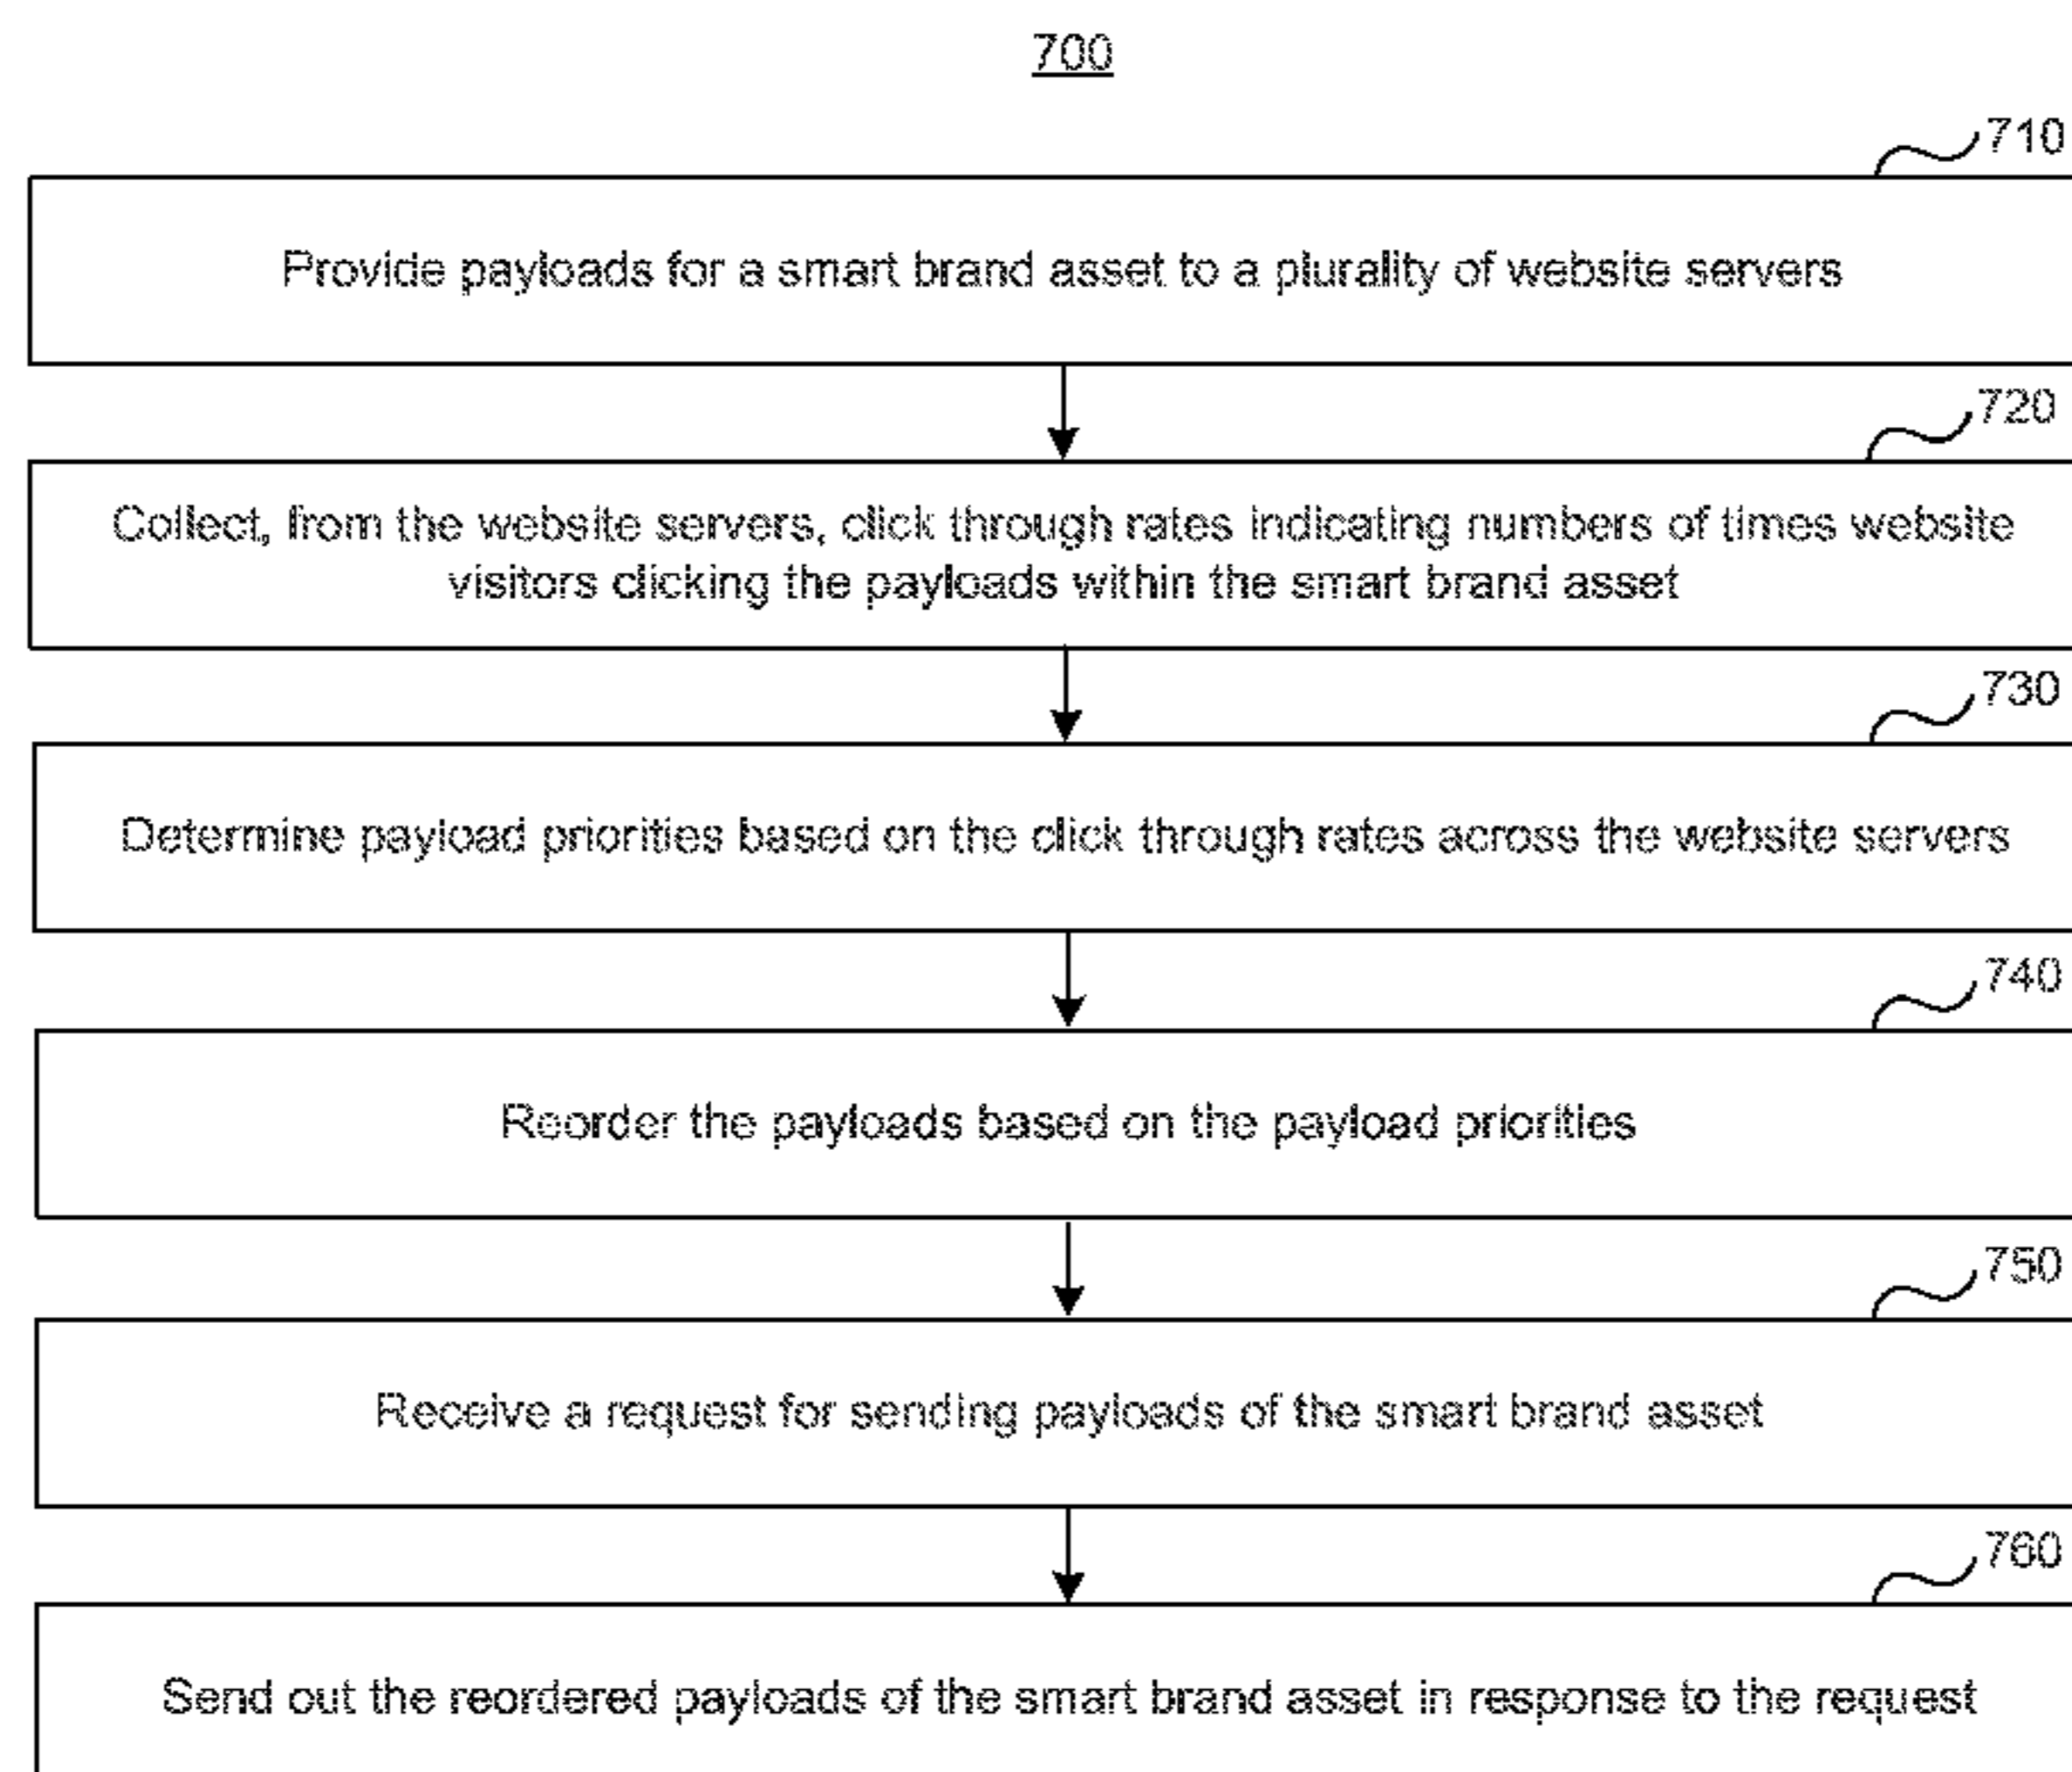 700
710
Provide payloads for a smart brand asset to a plurality of website servers
720
Collect, from the website servers, click through rates indicating numbers of times website
visitors clicking the payloads within the smart brand asset
730
Determine payload priorities based on the click through rates across the website servers
740
Reorder the payloads based on the payload priorities
750
Receive a request for sending payloads of the smart brand asset
760
Send out the reordered payloads of the smart brand asset in response to the request